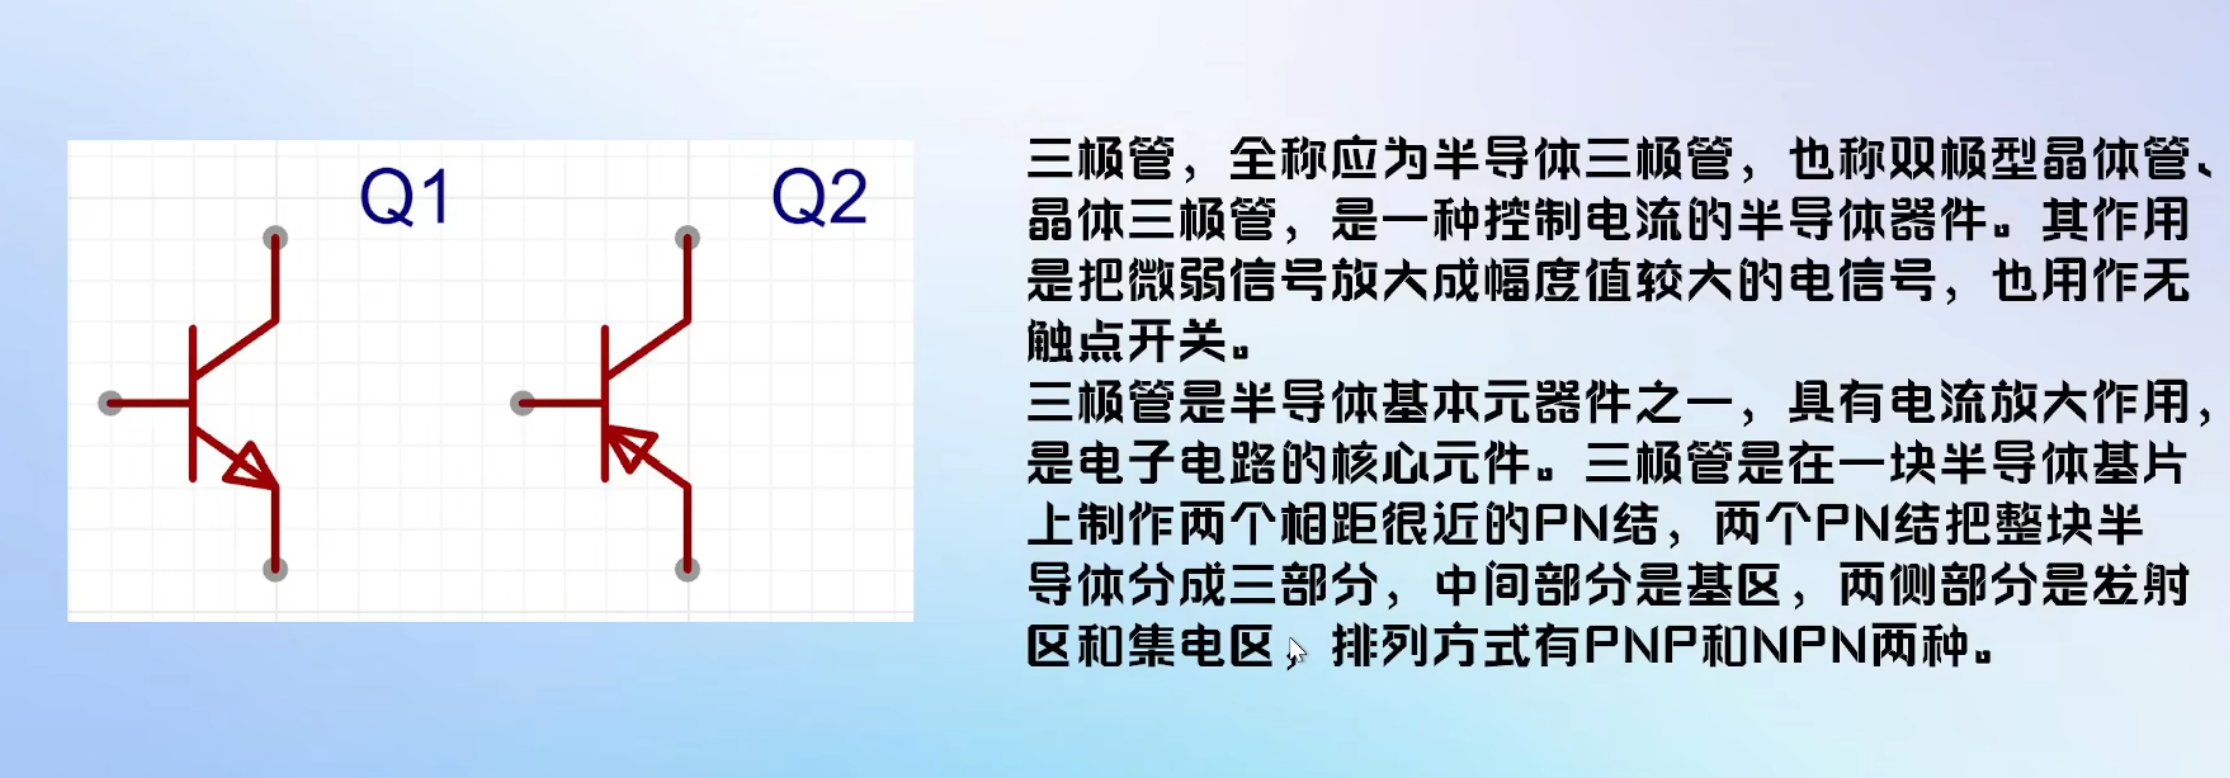 Q1
Q2
三极管，全称应为半导体三极管，也称双极型晶体管、
晶体三极管，是一种控制电流的半导体器件。其作用
是把微弱信号放大成幅度值较大的电信号，也用作无
触点开关。
三极管是半导体基本元器件之一，具有电流放大作用，
是电子电路的核心元件。三极管是在一块半导体基片
上制作两个相距很近的PN结，两个PN结把整块半
导体分成三部分，中间部分是基区，两侧部分是发射
区和集电区，排列方式有PNP和NPN两种。